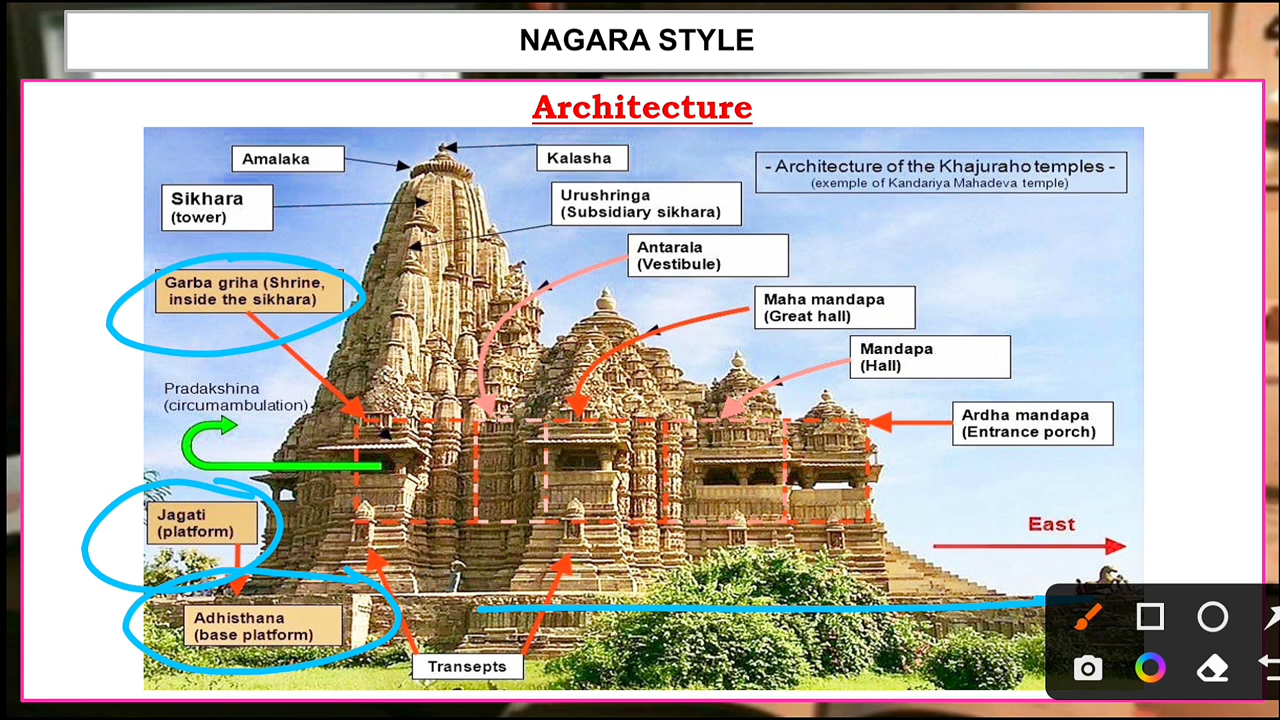 NAGARA STYLE
Architecture
Amalaka
Kalasha
- Architecture of the Khajuraho temples -
(exemple of Kandariya Mahadeva temple)
Sikhara
(tower)
Urushringa
(Subsidiary sikhara)
Antarala
(Vestibule)
Garba griha (Shrine,
inside the sikhara)
Maha mandapa
(Great hall)
Mandapa
(Hall)
Pradakshina
(circumambulation)
Ardha mandapa
(Entrance porch)
Jagati
(platform)
East
Adhisthana
(base platform)
Transepts